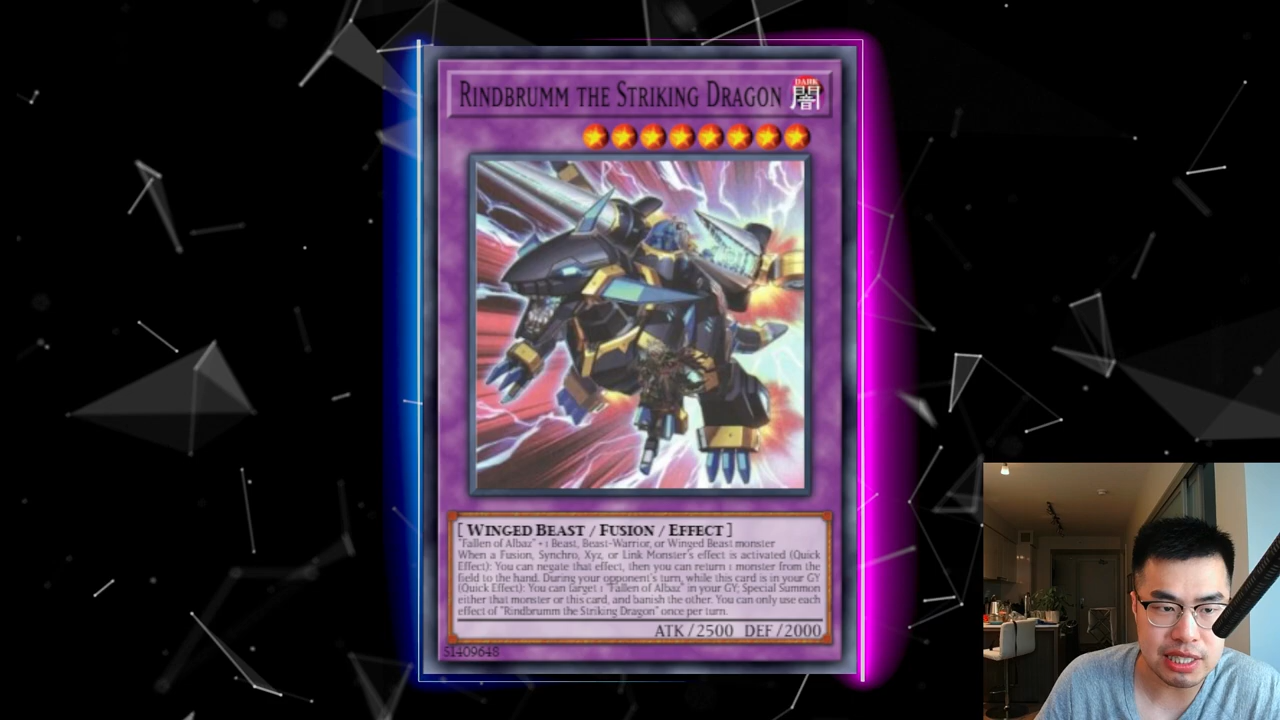 RINDBRUMM THE STRIKING DRAGON
DARK
闇
[ WINGED BEAST / FUSION / EFFECT ]
"Fallen of Albaz" + 1 Beast, Beast-Warrior, or Winged Beast monster
When a Fusion, Synchro, Xyz, or Link Monster's effect is activated (Quick
Effect): You can negate that effect, then you can return 1 monster from the
field to the hand. During your opponent's turn, while this card is in your GY
(Quick Effect): You can target 1 "Fallen of Albaz" in your GY; Special Summon
either that monster or this card, and banish the other. You can only use each
effect of "Rindbrumm the Striking Dragon" once per turn.
ATK/2500 DEF/2000
51409648